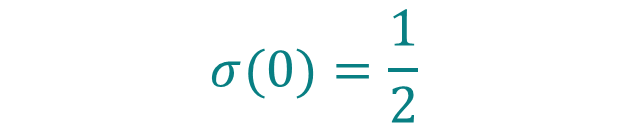 σ(0) = 1/2